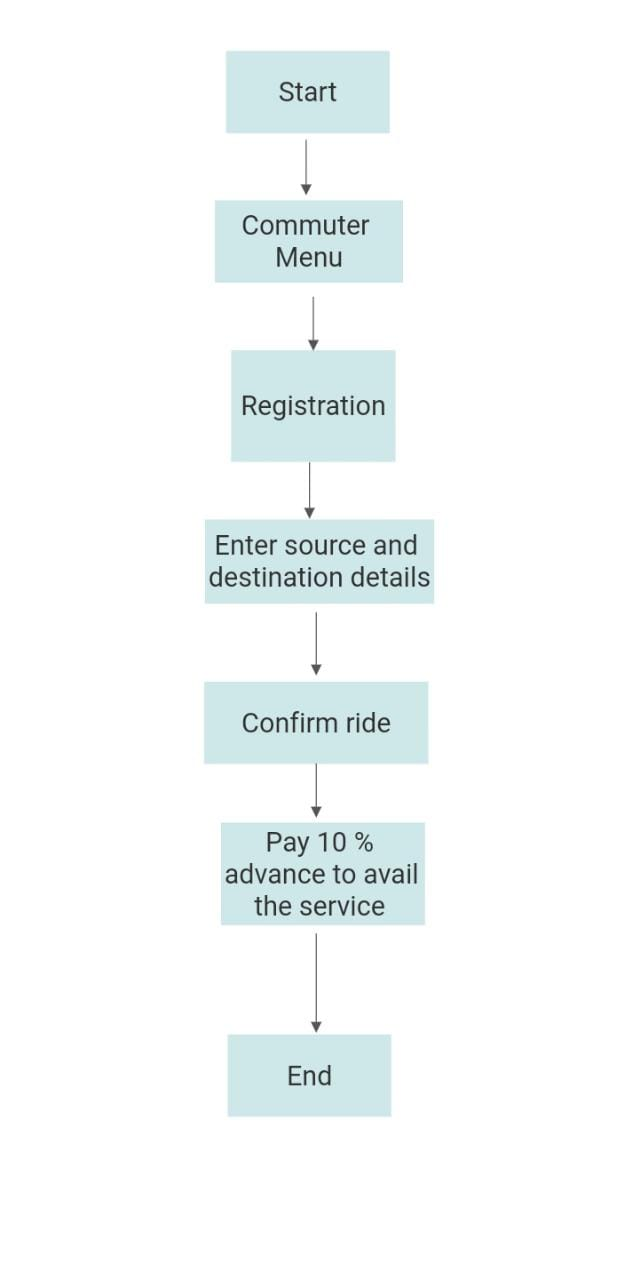 Start
Commuter
Menu
Registration
Enter source and
destination details
Confirm ride
Pay 10 %
advance to avail
the service
End